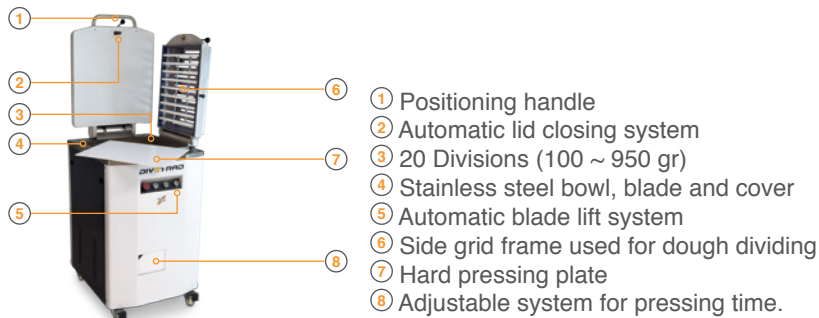 1
2
3
4
5
6
7
8
1 Positioning handle
2 Automatic lid closing system
3 20 Divisions (100 ~ 950 gr)
4 Stainless steel bowl, blade and cover
5 Automatic blade lift system
6 Side grid frame used for dough dividing
7 Hard pressing plate
8 Adjustable system for pressing time.